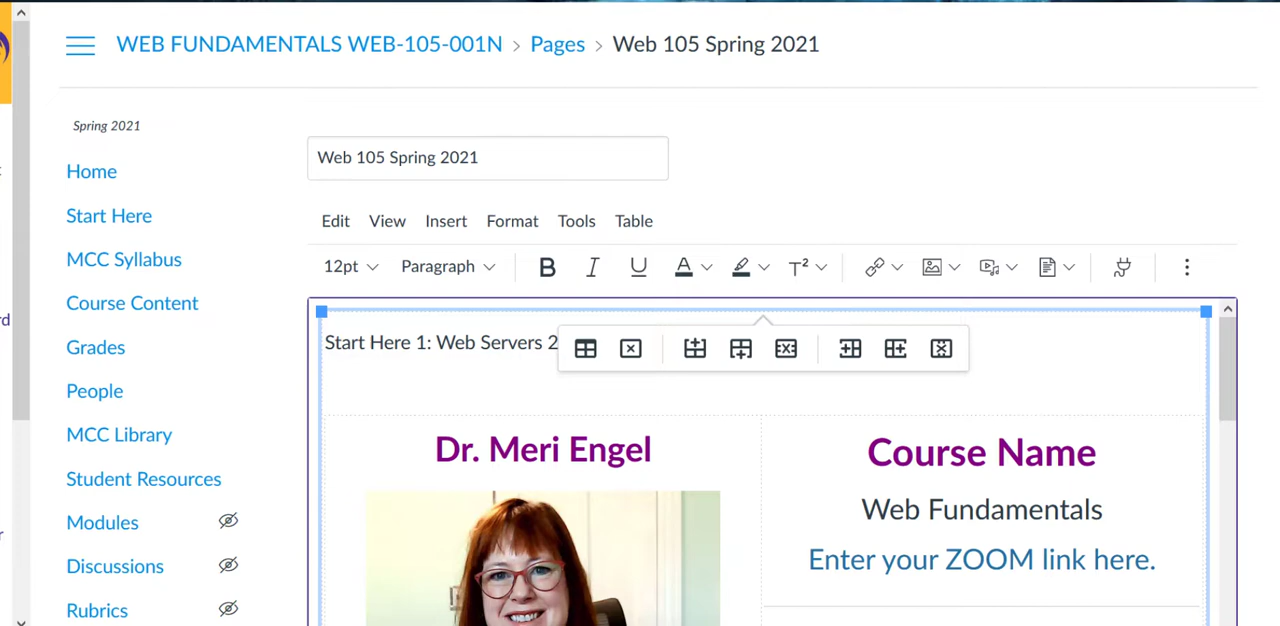 WEB FUNDAMENTALS WEB-105-001N > Pages > Web 105 Spring 2021
Spring 2021
Home
Start Here
MCC Syllabus
Course Content
Grades
People
MCC Library
Student Resources
Modules
Discussions
Rubrics
Web 105 Spring 2021
Edit View Insert Format Tools Table
12pt Paragraph B I U A T²
Start Here 1: Web Servers 2
Dr. Meri Engel
Course Name
Web Fundamentals
Enter your ZOOM link here.